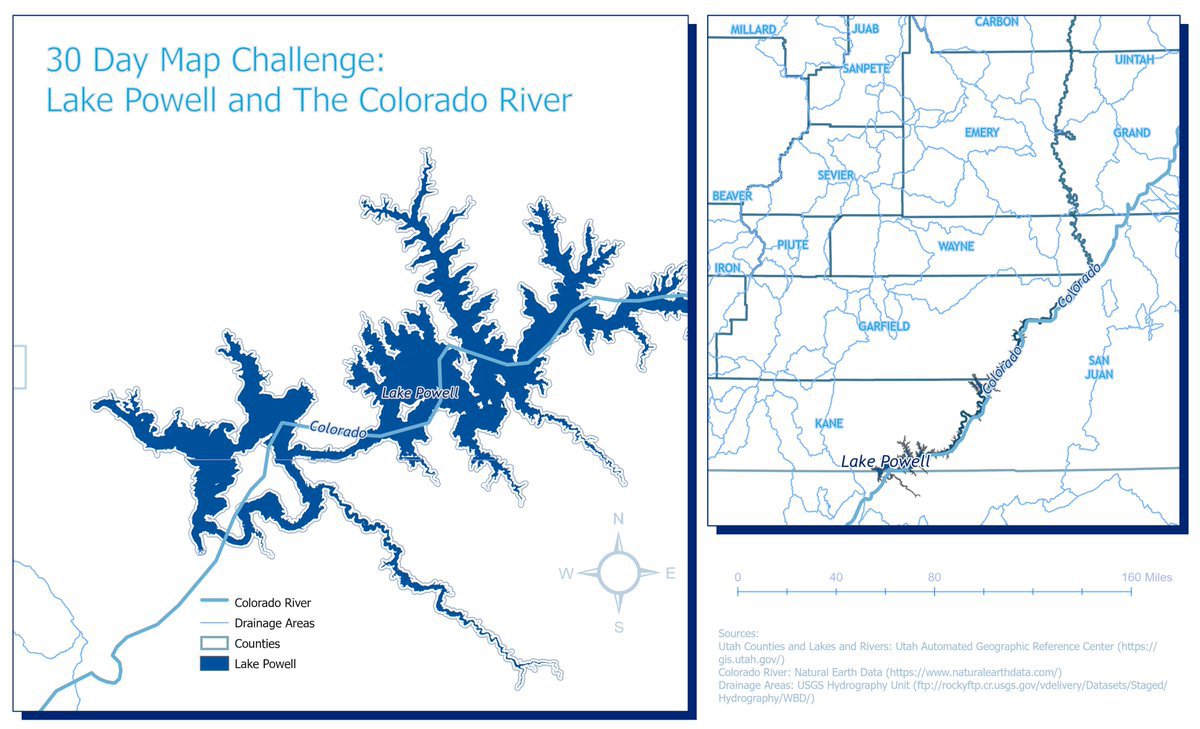 30 Day Map Challenge:
Lake Powell and The Colorado River
Lake Powell
Colorado
N
W
E
S
Colorado River
Drainage Areas
Counties
Lake Powell
CARBON
MILLARD
JUAB
UINTAH
SANPETE
EMERY
GRAND
SEVIER
BEAVER
PIUTE
WAYNE
IRON
Colorado
GARFIELD
Colorado
SAN
JUAN
KANE
Lake Powell
0 40 80 160 Miles
Sources:
Utah Counties and Lakes and Rivers: Utah Automated Geographic Reference Center (https://
gis.utah.gov/)
Colorado River: Natural Earth Data (https://www.naturalearthdata.com/)
Drainage Areas: USGS Hydrography Unit (ftp://rockyftp.cr.usgs.gov/vdelivery/Datasets/Staged/
Hydrography/WBD/)